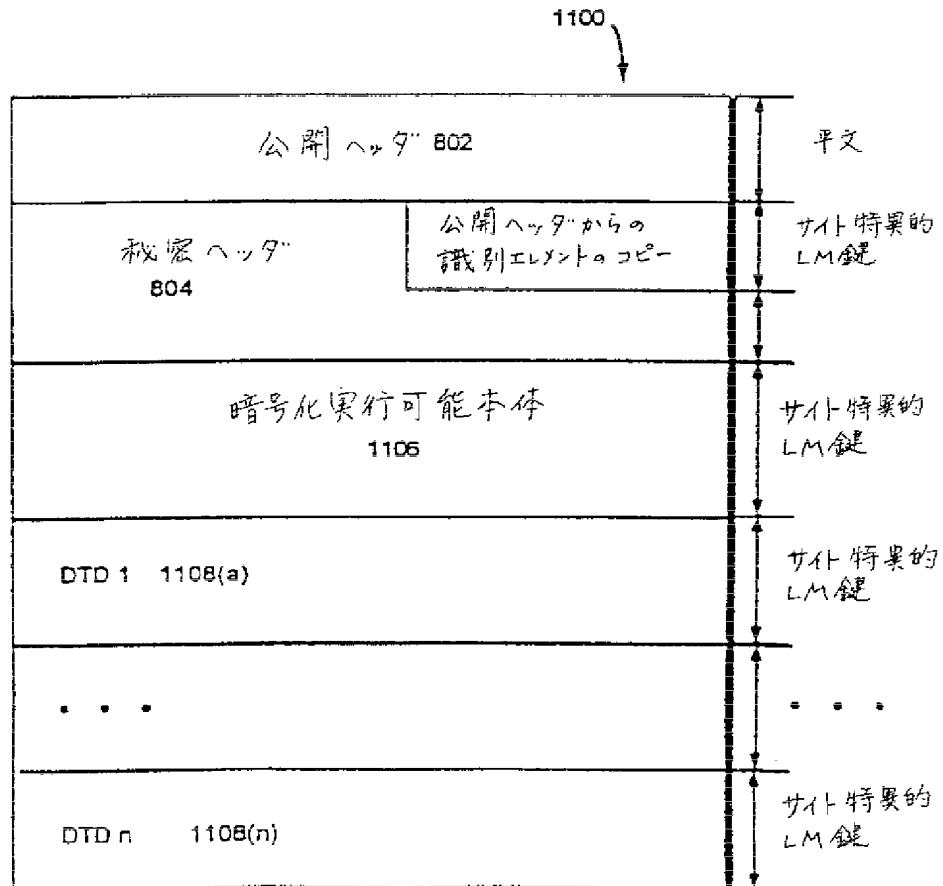 1100
公開ヘッダ 802
平文
秘密ヘッダ
804
公開ヘッダからの
識別エレメントのコピー
サイト特異的
LM鍵
暗号化実行可能本体
1106
サイト特異的
LM鍵
DTD 1 1108(a)
サイト特異的
LM鍵
• • •
• • •
DTD n 1108(n)
サイト特異的
LM鍵